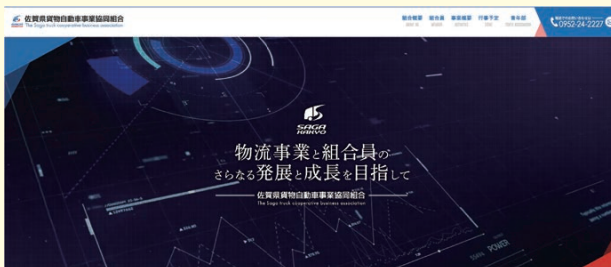 佐賀県貨物自動車事業協同組合
The Saga truck cooperative business association
組合概要 組合員 事業概要 行事予定 青年部
0952-24-2227
SAGA
KAKYO
物流事業と組合員の
さらなる発展と成長を目指して
佐賀県貨物自動車事業協同組合
The Saga truck cooperative business association
POWER